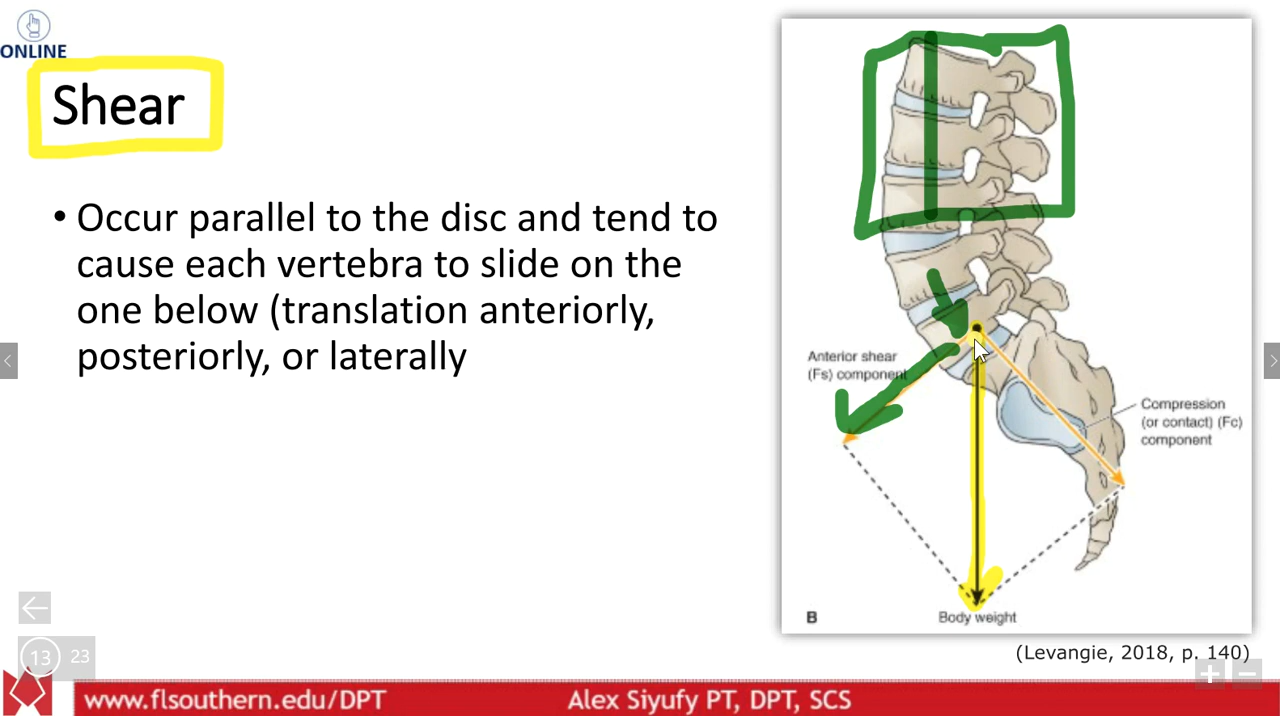 ONLINE
Shear
• Occur parallel to the disc and tend to
cause each vertebra to slide on the
one below (translation anteriorly,
posteriorly, or laterally
Anterior shear
(Fs) component
Compression
(or contact) (Fc)
component
B
Body weight
(Levangie, 2018, p. 140)
13 23
www.flsouthern.edu/DPT Alex Siyufy PT, DPT, SCS